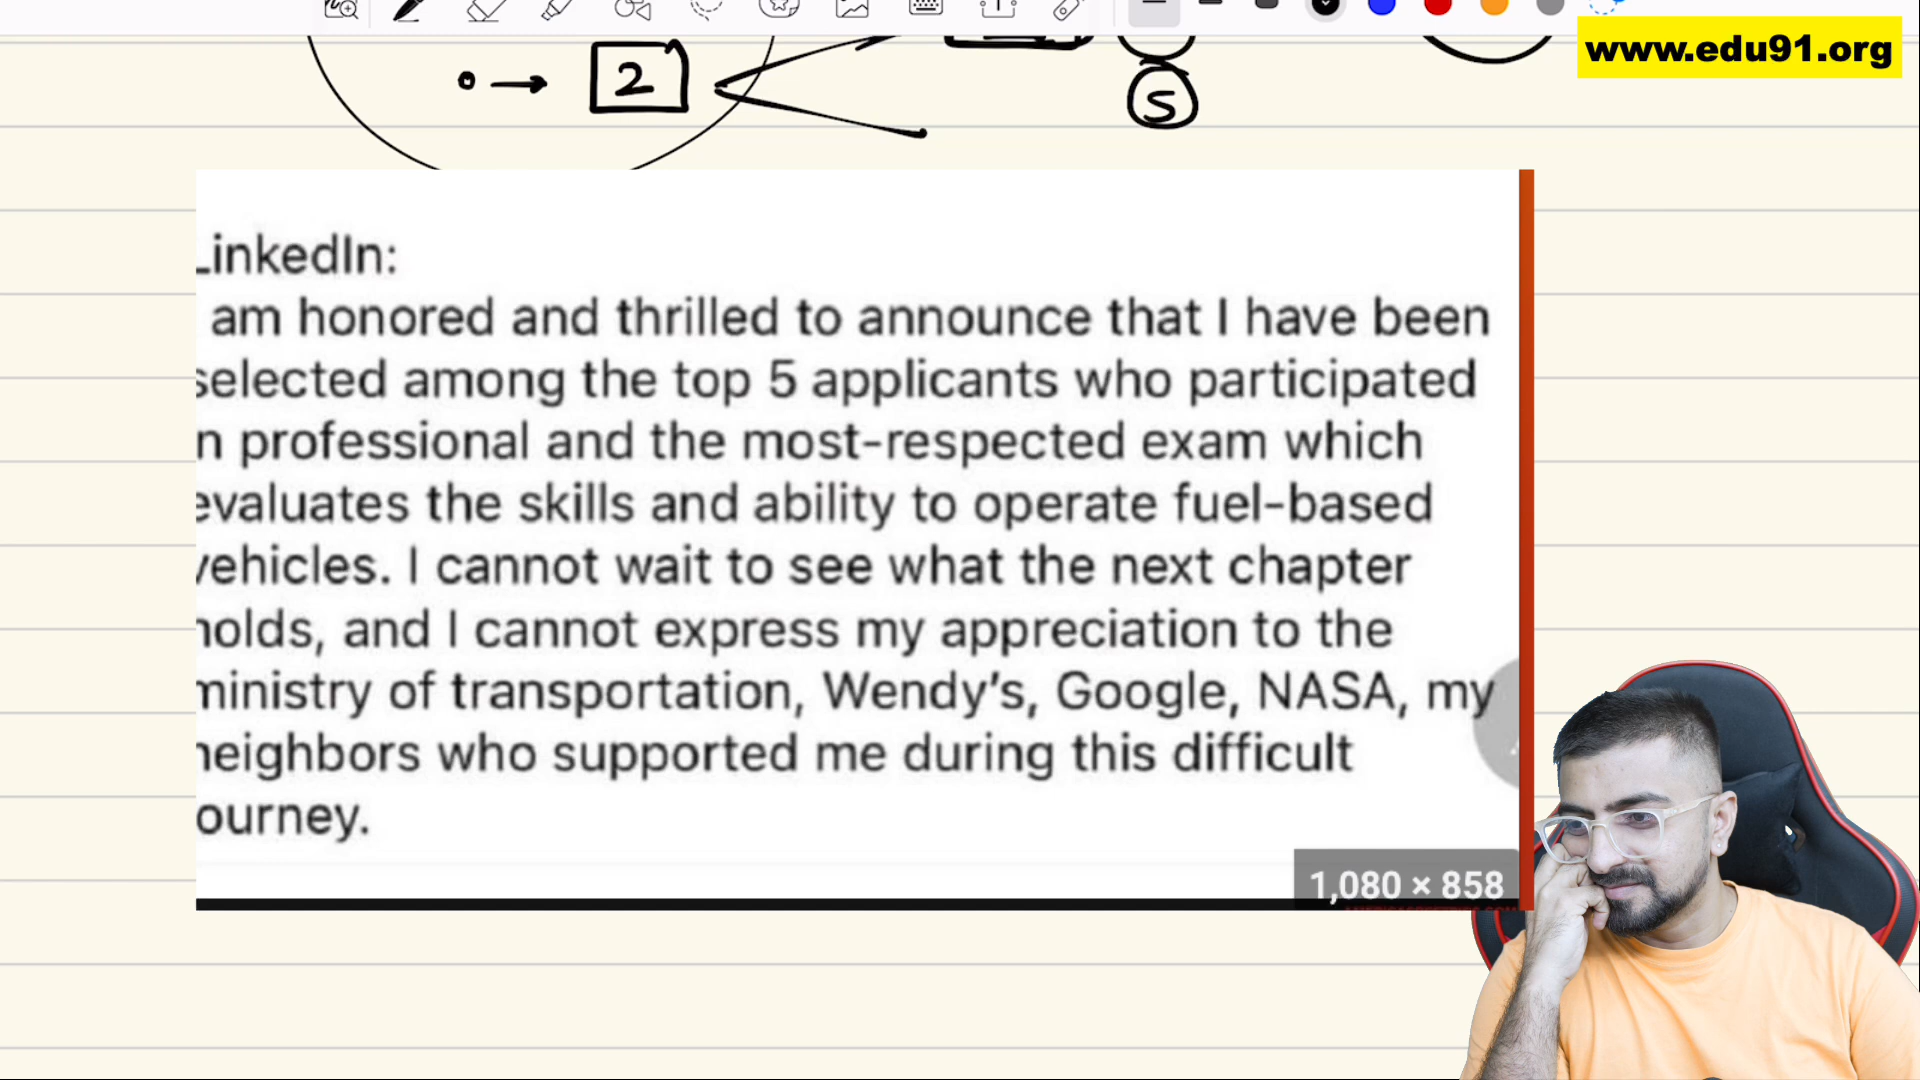 www.edu91.org
2
S
LinkedIn:
am honored and thrilled to announce that I have been
selected among the top 5 applicants who participated
n professional and the most-respected exam which
evaluates the skills and ability to operate fuel-based
vehicles. I cannot wait to see what the next chapter
holds, and I cannot express my appreciation to the
ministry of transportation, Wendy's, Google, NASA, my
neighbors who supported me during this difficult
ourney.
1,080 × 858